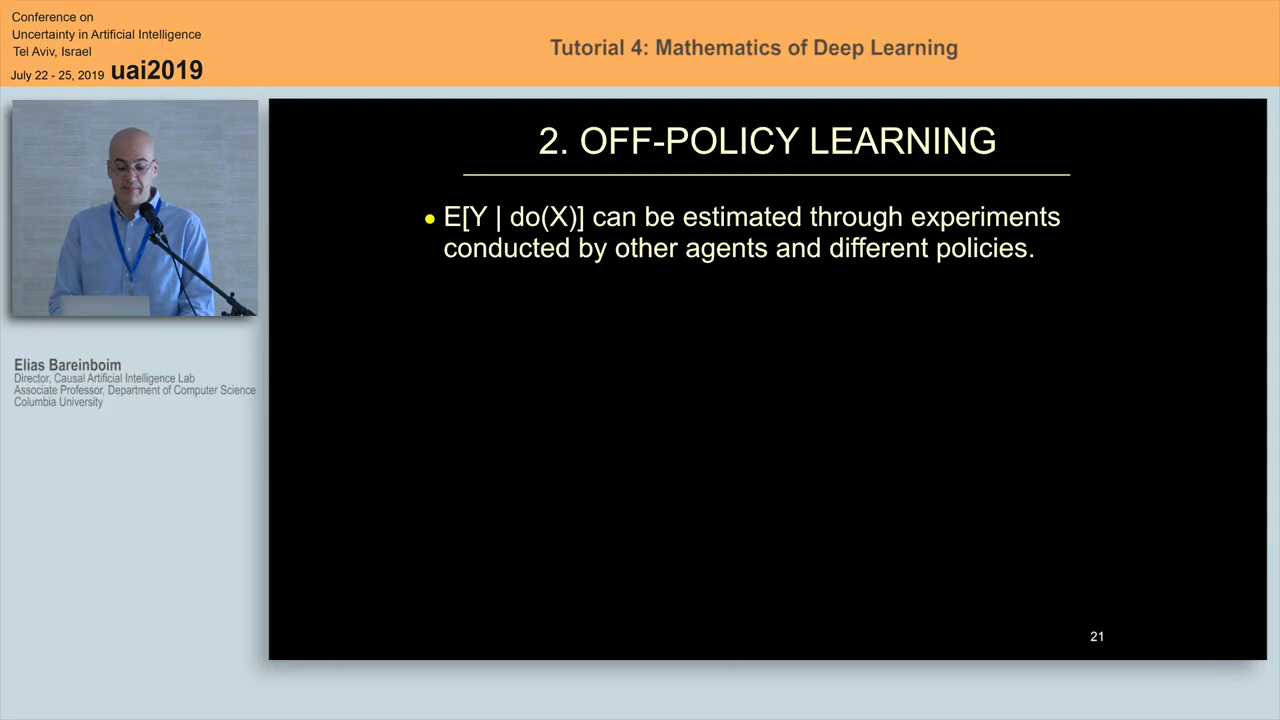 Conference on
Uncertainty in Artificial Intelligence
Tel Aviv, Israel
July 22 - 25, 2019 uai2019
Tutorial 4: Mathematics of Deep Learning
Elias Bareinboim
Director, Causal Artificial Intelligence Lab
Associate Professor, Department of Computer Science
Columbia University
2. OFF-POLICY LEARNING
• E[Y | do(X)] can be estimated through experiments
conducted by other agents and different policies.
21